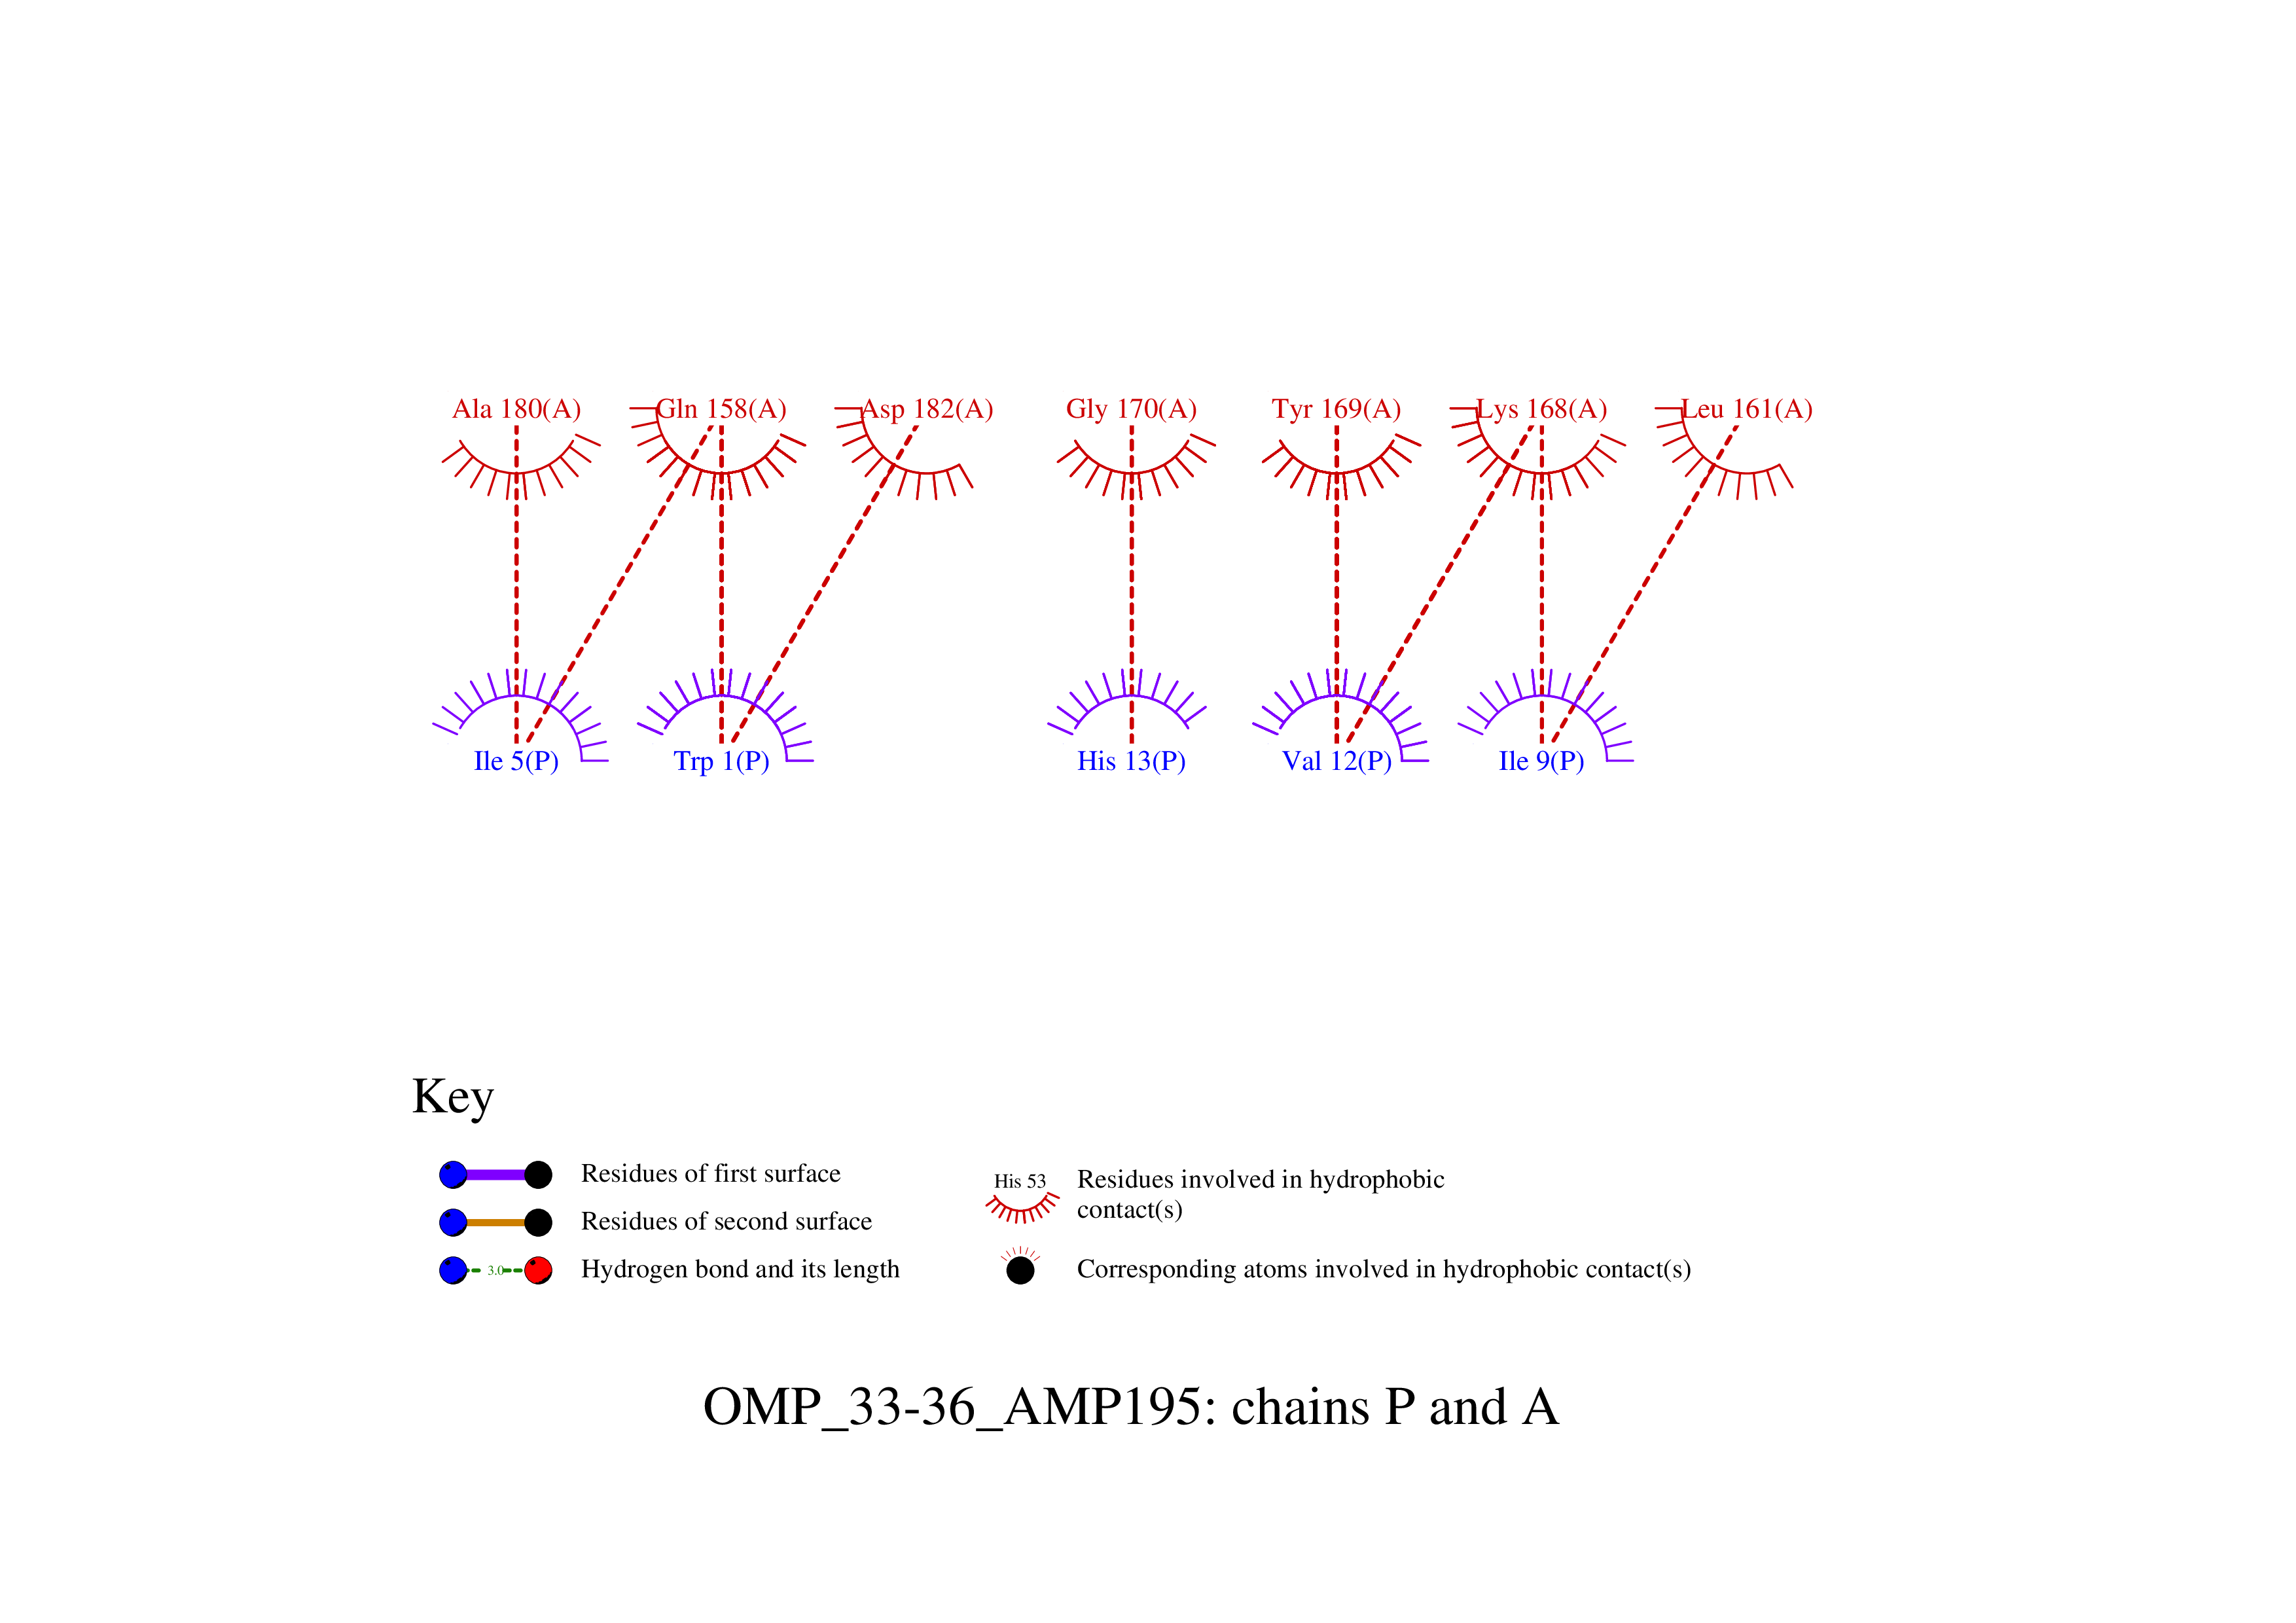 Ala 180(A) Gln 158(A) Asp 182(A) Gly 170(A) Tyr 169(A) Lys 168(A) Leu 161(A)
Ile 5(P) Trp 1(P) His 13(P) Val 12(P) Ile 9(P)
Key
Residues of first surface
Residues of second surface
3.0 Hydrogen bond and its length
His 53 Residues involved in hydrophobic
contact(s)
Corresponding atoms involved in hydrophobic contact(s)
OMP_33-36_AMP195: chains P and A